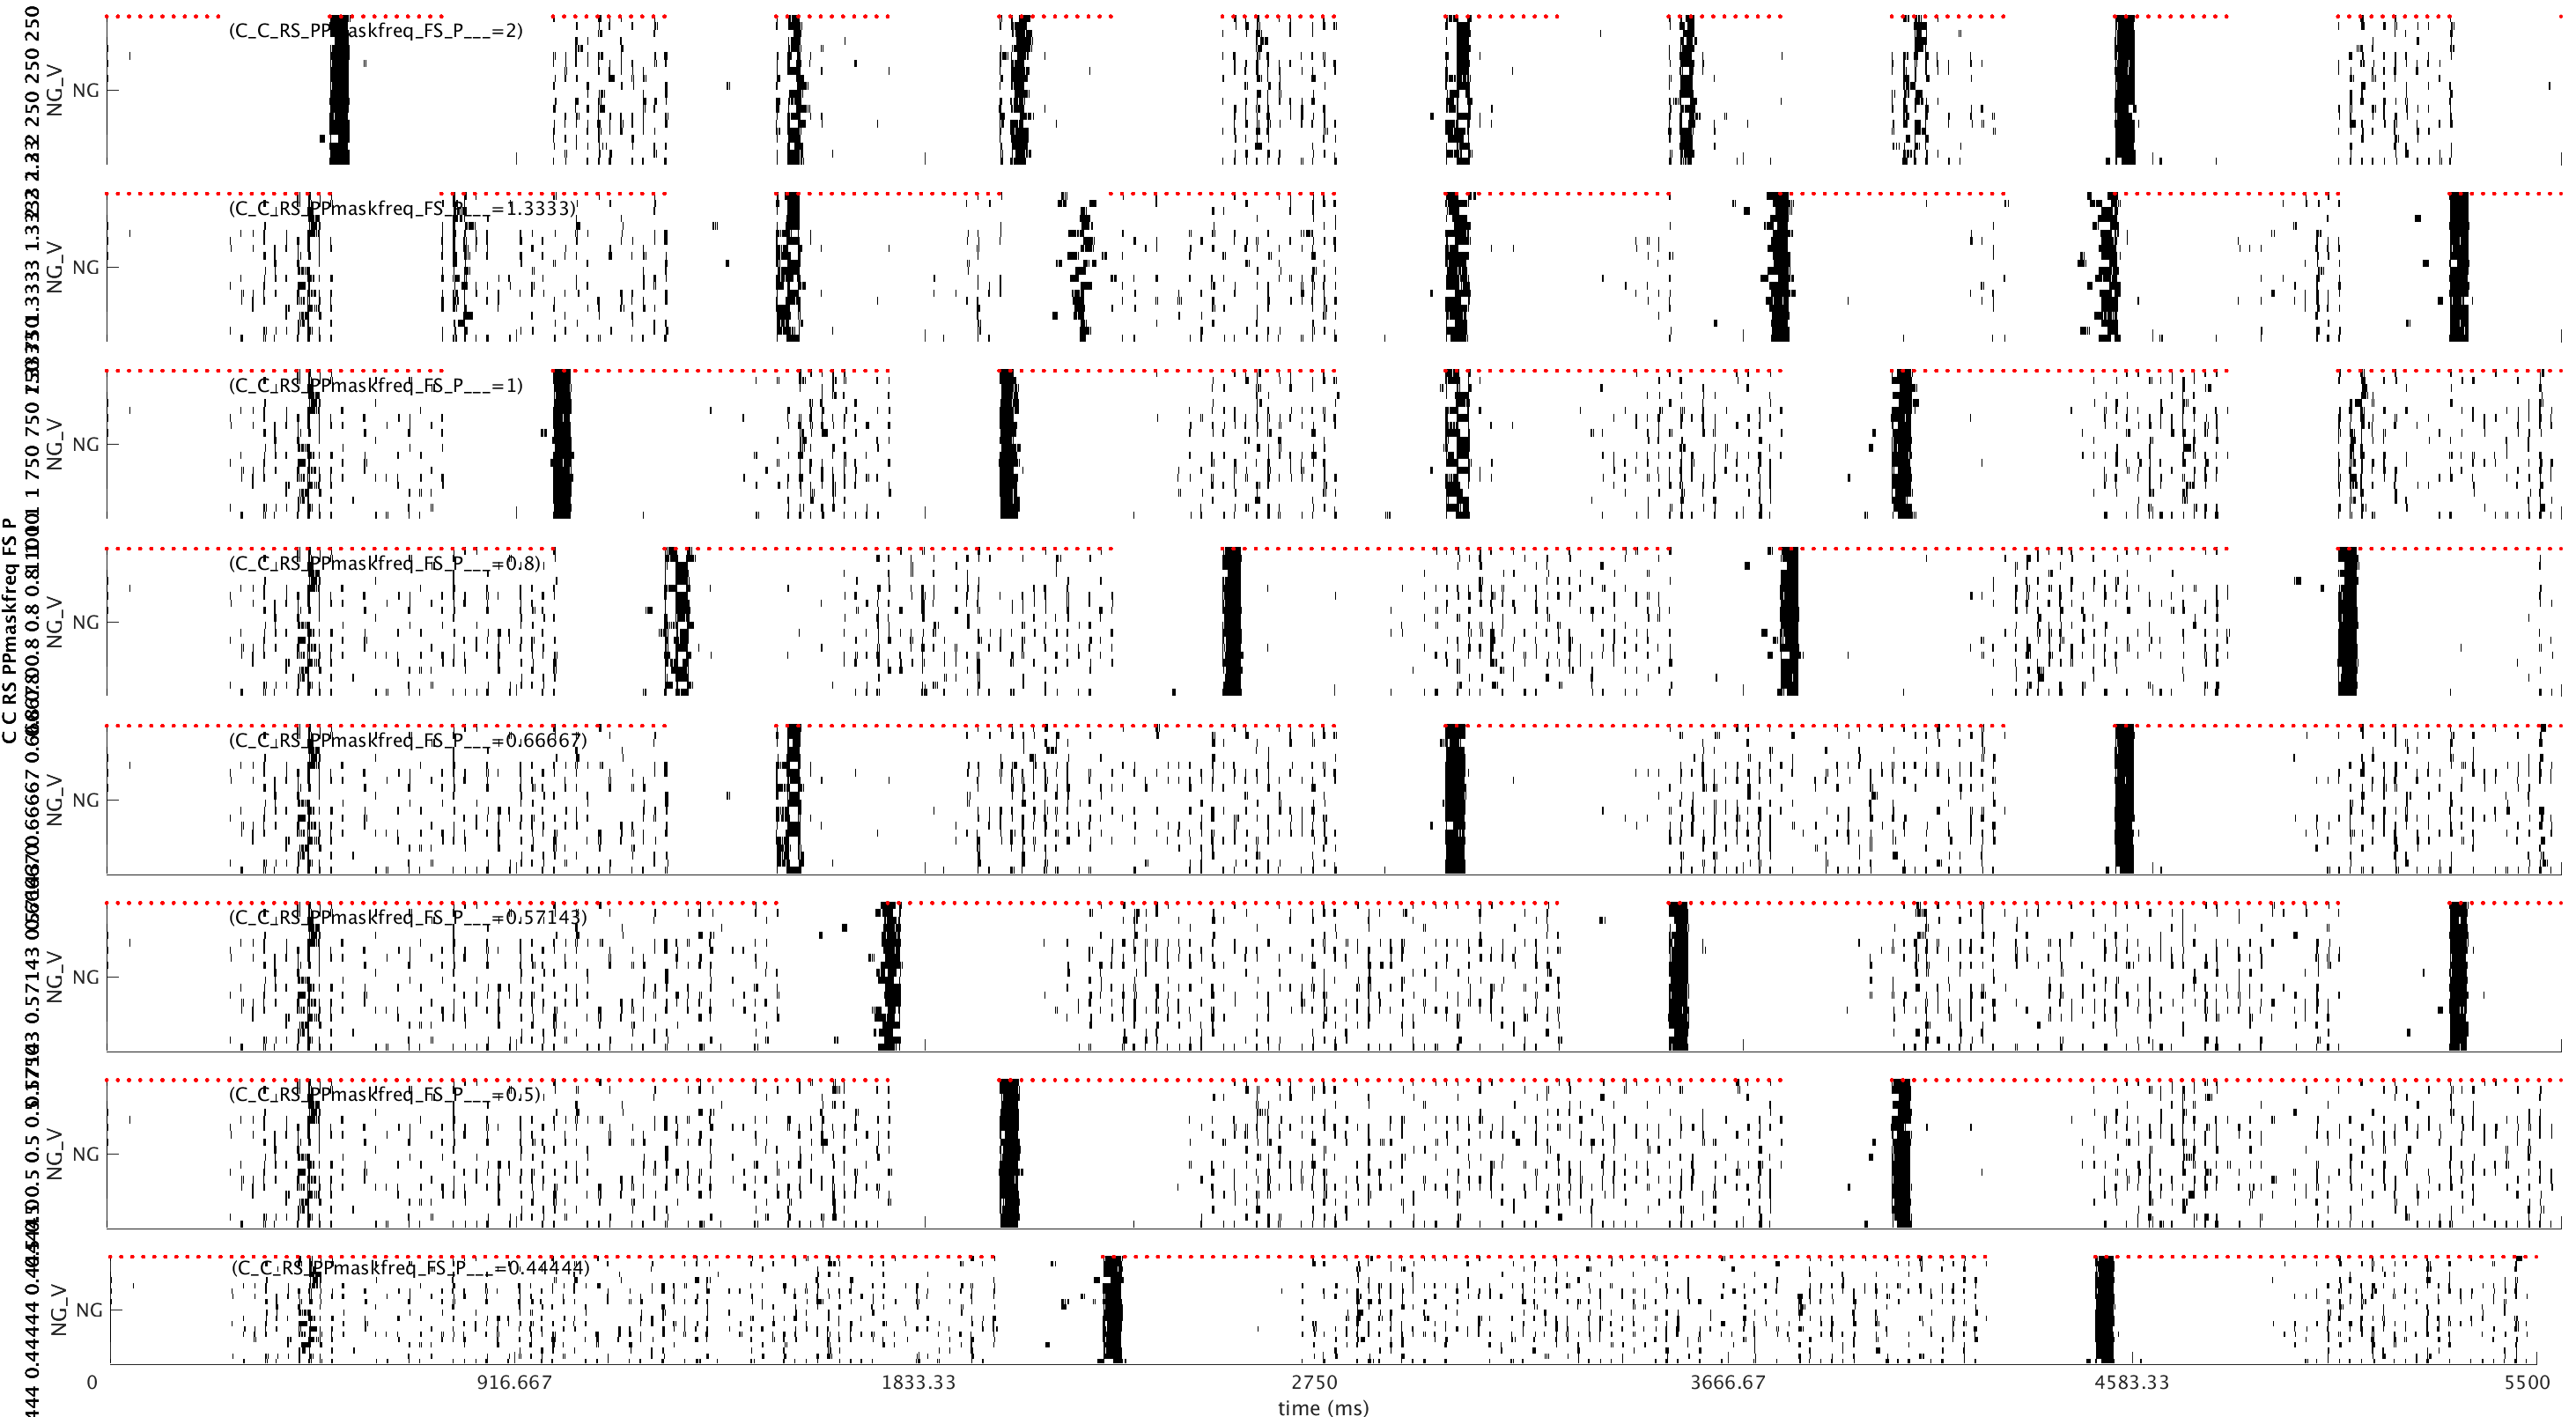 (C_C_RS_PPmaskfreq_FS_P___=2)
NG_V
NG
(C_C_RS_PPmaskfreq_FS_P___=1.3333)
NG_V
NG
(C_C_RS_PPmaskfreq_FS_P___=1)
NG_V
NG
C C RS PPmaskfreq FS P
(C_C_RS_PPmaskfreq_FS_P___=0.8)
NG_V
NG
(C_C_RS_PPmaskfreq_FS_P___=0.66667)
NG_V
NG
(C_C_RS_PPmaskfreq_FS_P___=0.57143)
NG_V
NG
(C_C_RS_PPmaskfreq_FS_P___=0.5)
NG_V
NG
(C_C_RS_PPmaskfreq_FS_P___=0.44444)
NG_V
NG
0 916.667 1833.33 2750 3666.67 4583.33 5500
time (ms)